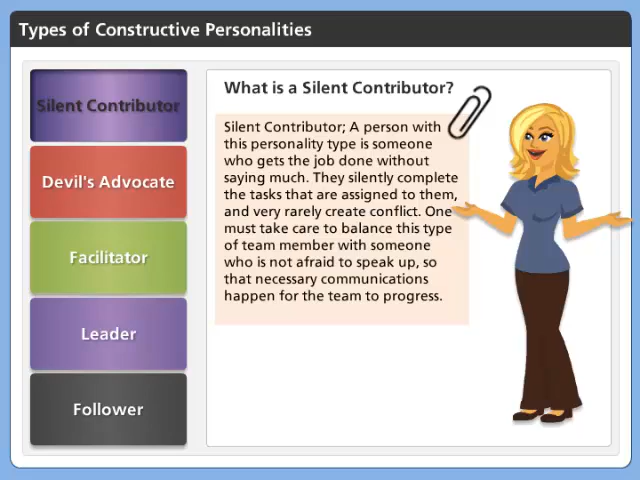 Types of Constructive Personalities
Silent Contributor
Devil's Advocate
Facilitator
Leader
Follower
What is a Silent Contributor?
Silent Contributor; A person with
this personality type is someone
who gets the job done without
saying much. They silently complete
the tasks that are assigned to them,
and very rarely create conflict. One
must take care to balance this type
of team member with someone
who is not afraid to speak up, so
that necessary communications
happen for the team to progress.